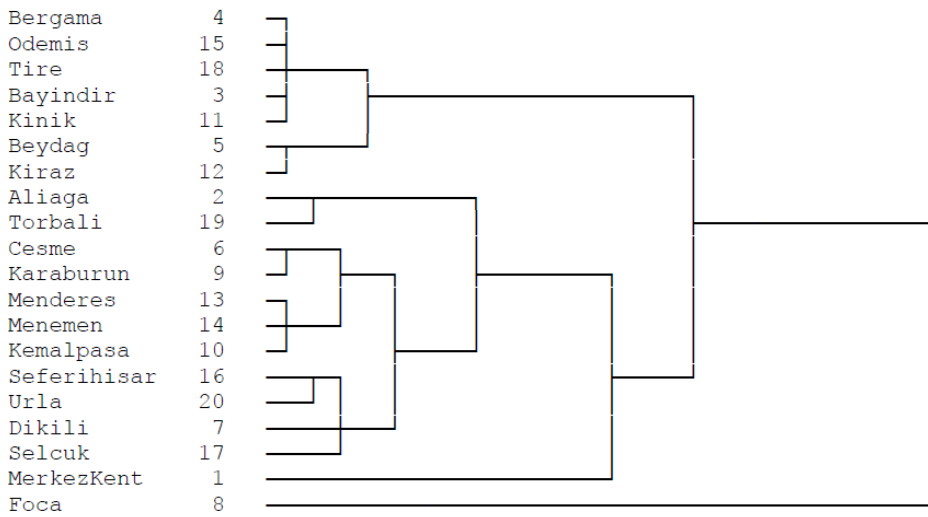 Bergama 4
Odemis 15
Tire 18
Bayindir 3
Kinik 11
Beydag 5
Kiraz 12
Aliaga 2
Torbali 19
Cesme 6
Karaburun 9
Menderes 13
Menemen 14
Kemalpasa 10
Seferihisar 16
Urla 20
Dikili 7
Selcuk 17
MerkezKent 1
Foca 8